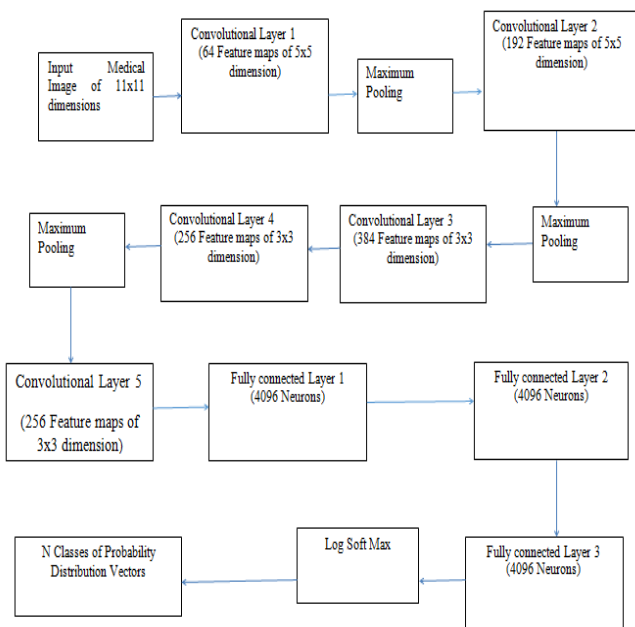 Input Medical
Image of 11x11
dimensions
Convolutional Layer 1
(64 Feature maps of 5x5
dimension)
Maximum
Pooling
Convolutional Layer 2
(192 Feature maps of 5x5
dimension)
Maximum
Pooling
Convolutional Layer 3
(384 Feature maps of 3x3
dimension)
Convolutional Layer 4
(256 Feature maps of 3x3
dimension)
Maximum
Pooling
Convolutional Layer 5
(256 Feature maps of
3x3 dimension)
Fully connected Layer 1
(4096 Neurons)
Fully connected Layer 2
(4096 Neurons)
Fully connected Layer 3
(4096 Neurons)
Log Soft Max
N Classes of Probability
Distribution Vectors